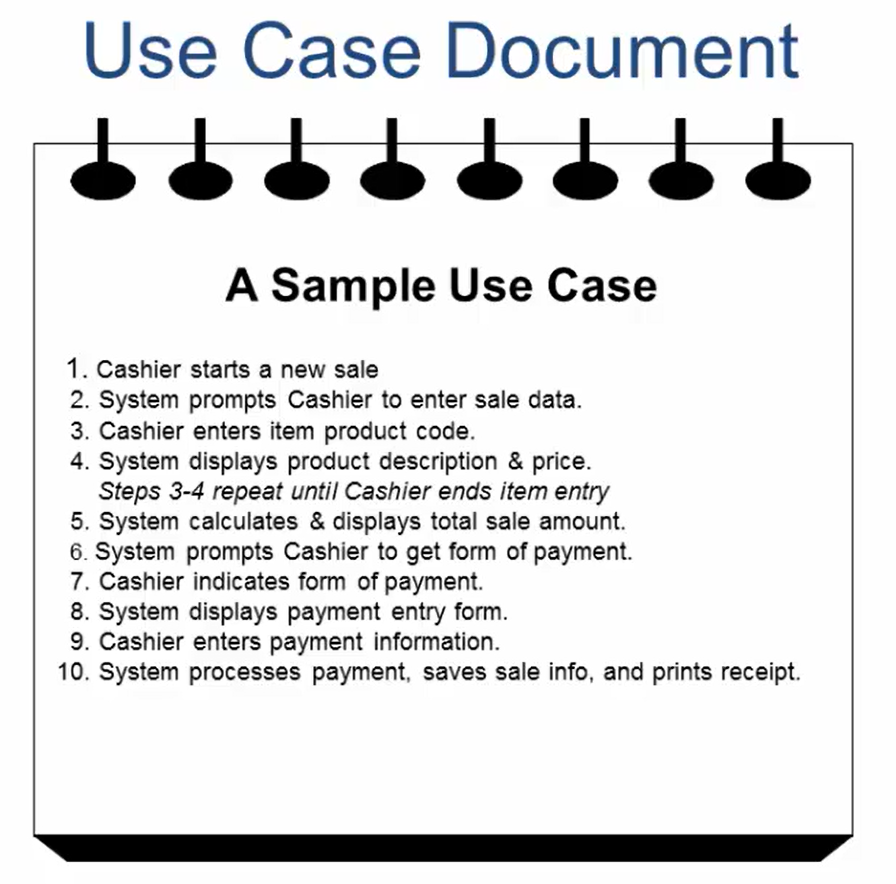 Use Case Document
A Sample Use Case
1. Cashier starts a new sale
2. System prompts Cashier to enter sale data.
3. Cashier enters item product code.
4. System displays product description & price.
Steps 3-4 repeat until Cashier ends item entry
5. System calculates & displays total sale amount.
6. System prompts Cashier to get form of payment.
7. Cashier indicates form of payment.
8. System displays payment entry form.
9. Cashier enters payment information.
10. System processes payment, saves sale info, and prints receipt.